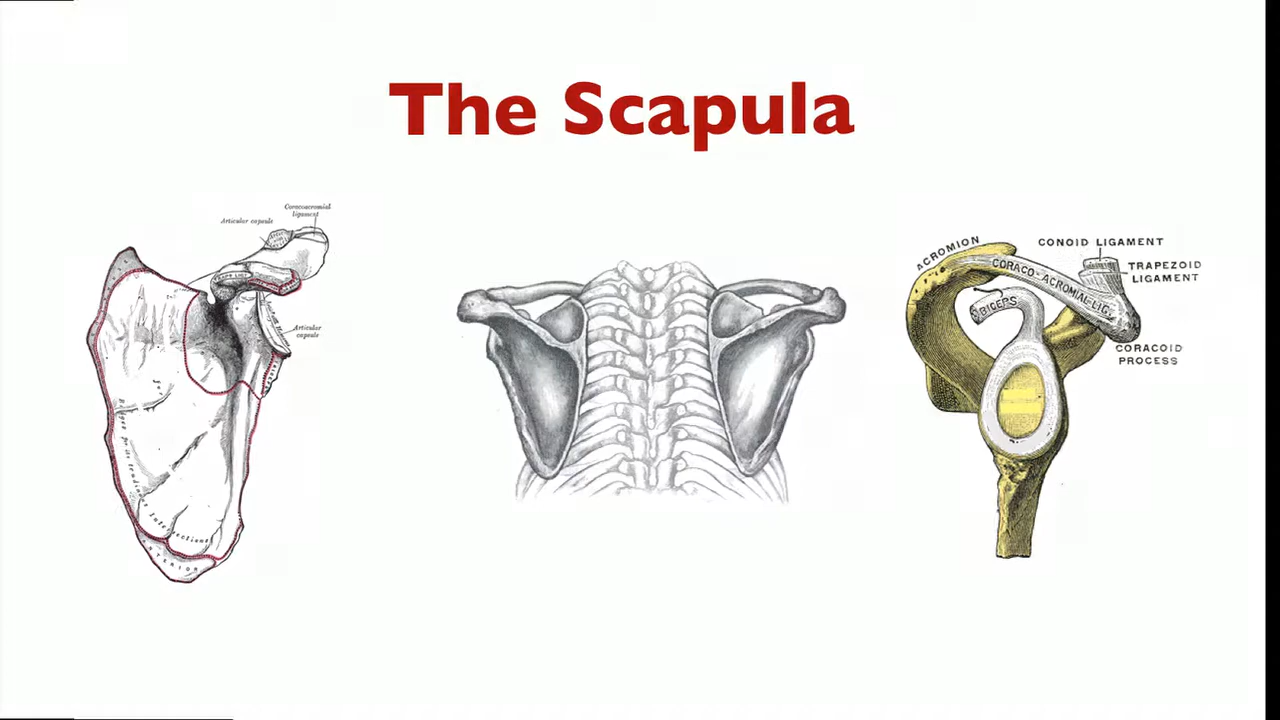 The Scapula
Coracoacromial
ligament
Articular capsule
Articular
capsule
ACROMION
CONOID LIGAMENT
TRAPEZOID
LIGAMENT
CORACO-ACROMIAL-LIG.
BICEPS
CORACOID
PROCESS